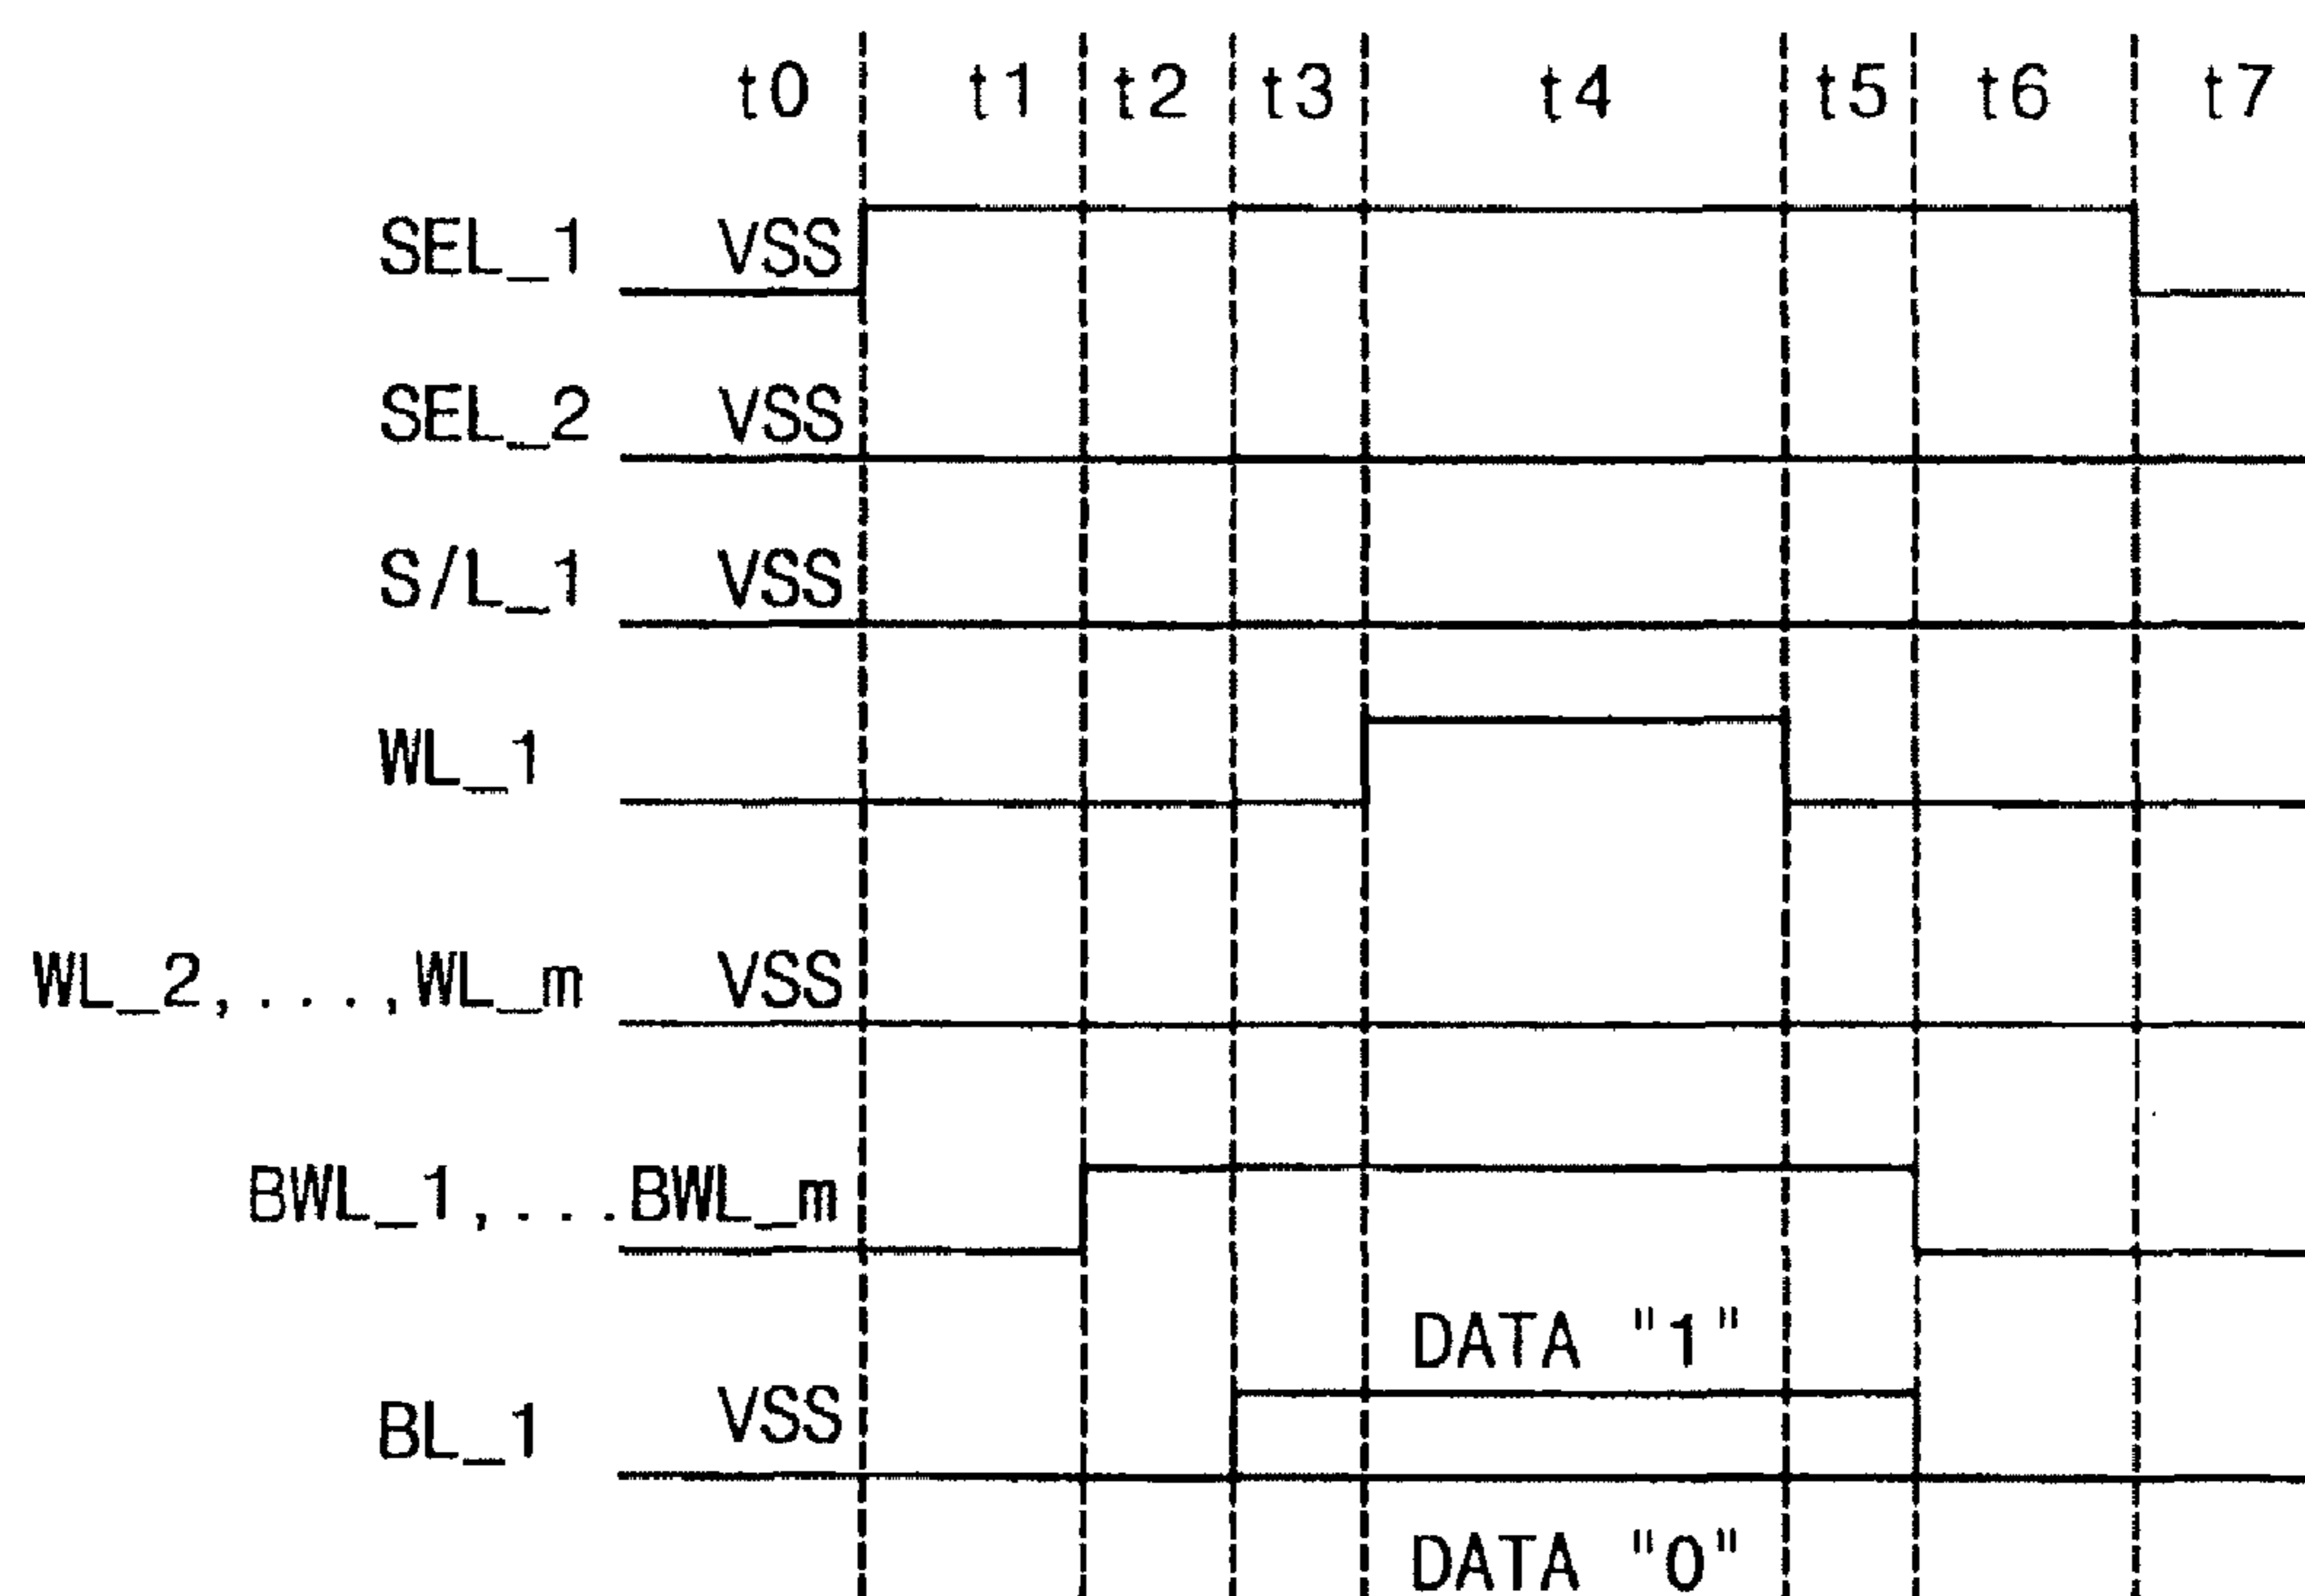 t0 t1 t2 t3 t4 t5 t6 t7
SEL_1 VSS
SEL_2 VSS
S/L_1 VSS
WL_1
WL_2,...,WL_m VSS
BWL_1,...BWL_m
DATA "1"
BL_1 VSS
DATA "0"